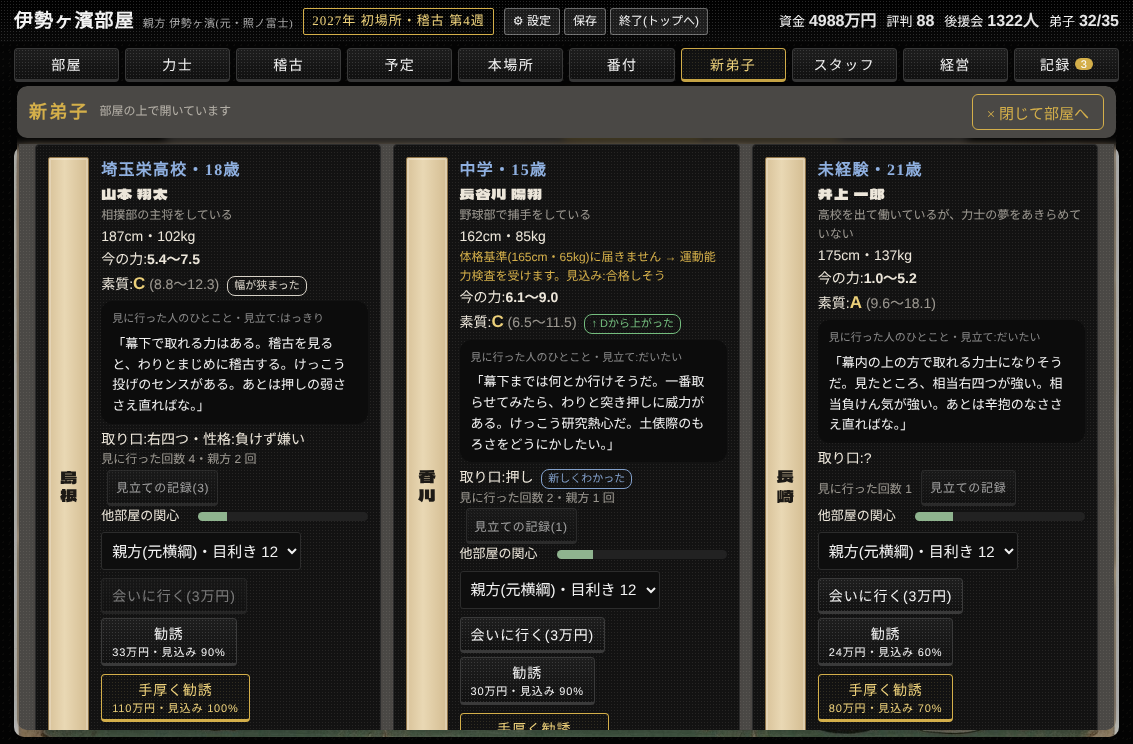 伊勢ヶ濱部屋 親方 伊勢ヶ濱(元・照ノ富士) 2027年 初場所・稽古 第4週 ⚙ 設定 保存 終了(トップへ) 資金 4988万円 評判 88 後援会 1322人 弟子 32/35
部屋 力士 稽古 予定 本場所 番付 新弟子 スタッフ 経営 記録 3
新弟子 部屋の上で開いています × 閉じて部屋へ
島根
埼玉栄高校・18歳
山本 翔太
相撲部の主将をしている
187cm・102kg
今の力:5.4〜7.5
素質:C (8.8〜12.3) 幅が狭まった
見に行った人のひとこと・見立て:はっきり
「幕下で取れる力はある。稽古を見る
と、わりとまじめに稽古する。けっこう
投げのセンスがある。あとは押しの弱さ
さえ直ればな。」
取り口:右四つ・性格:負けず嫌い
見に行った回数 4・親方 2 回
見立ての記録(3)
他部屋の関心
親方(元横綱)・目利き 12
会いに行く(3万円)
勧誘
33万円・見込み 90%
手厚く勧誘
110万円・見込み 100%
香川
中学・15歳
長谷川 陽翔
野球部で捕手をしている
162cm・85kg
体格基準(165cm・65kg)に届きません → 運動能
力検査を受けます。見込み:合格しそう
今の力:6.1〜9.0
素質:C (6.5〜11.5) ↑ Dから上がった
見に行った人のひとこと・見立て:だいたい
「幕下までは何とか行けそうだ。一番取
らせてみたら、わりと突き押しに威力が
ある。けっこう研究熱心だ。土俵際のも
ろさをどうにかしたい。」
取り口:押し 新しくわかった
見に行った回数 2・親方 1 回
見立ての記録(1)
他部屋の関心
親方(元横綱)・目利き 12
会いに行く(3万円)
勧誘
30万円・見込み 90%
手厚く勧誘
長崎
未経験・21歳
井上 一郎
高校を出て働いているが、力士の夢をあきらめて
いない
175cm・137kg
今の力:1.0〜5.2
素質:A (9.6〜18.1)
見に行った人のひとこと・見立て:だいたい
「幕内の上の方で取れる力士になりそう
だ。見たところ、相当右四つが強い。相
当負けん気が強い。あとは辛抱のなささ
え直ればな。」
取り口:?
見に行った回数 1 見立ての記録
他部屋の関心
親方(元横綱)・目利き 12
会いに行く(3万円)
勧誘
24万円・見込み 60%
手厚く勧誘
80万円・見込み 70%